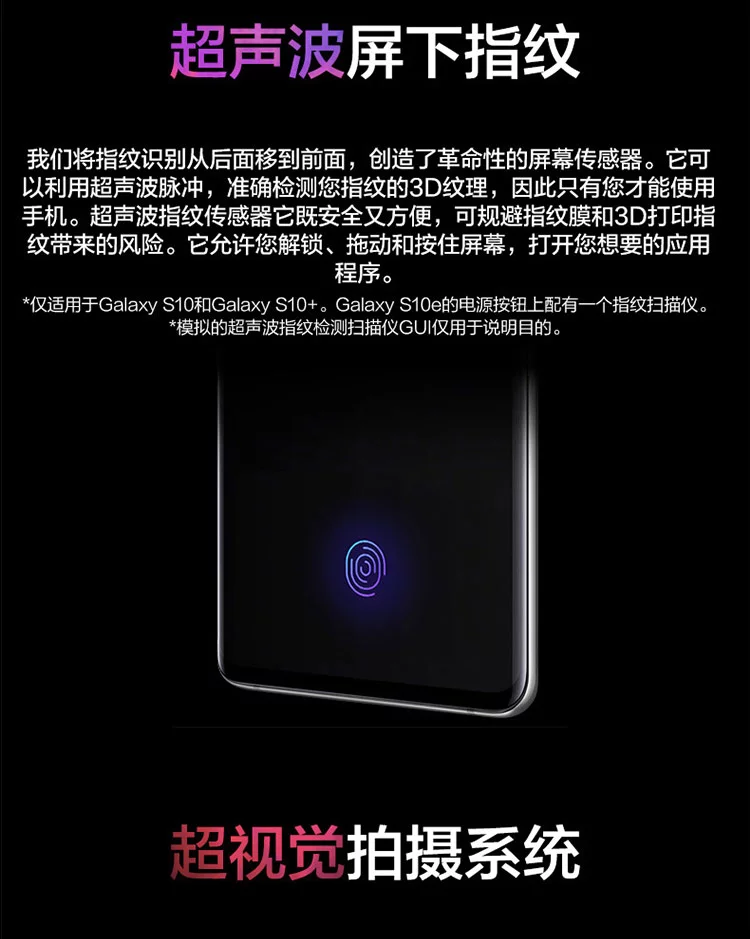 超声波屏下指纹
我们将指纹识别从后面移到前面，创造了革命性的屏幕传感器。它可
以利用超声波脉冲，准确检测您指纹的3D纹理，因此只有您才能使用
手机。超声波指纹传感器它既安全又方便，可规避指纹膜和3D打印指
纹带来的风险。它允许您解锁、拖动和按住屏幕，打开您想要的应用
程序。
*仅适用于Galaxy S10和Galaxy S10+。Galaxy S10e的电源按钮上配有一个指纹扫描仪。
*模拟的超声波指纹检测扫描仪GUI仅用于说明目的。
超视觉拍摄系统